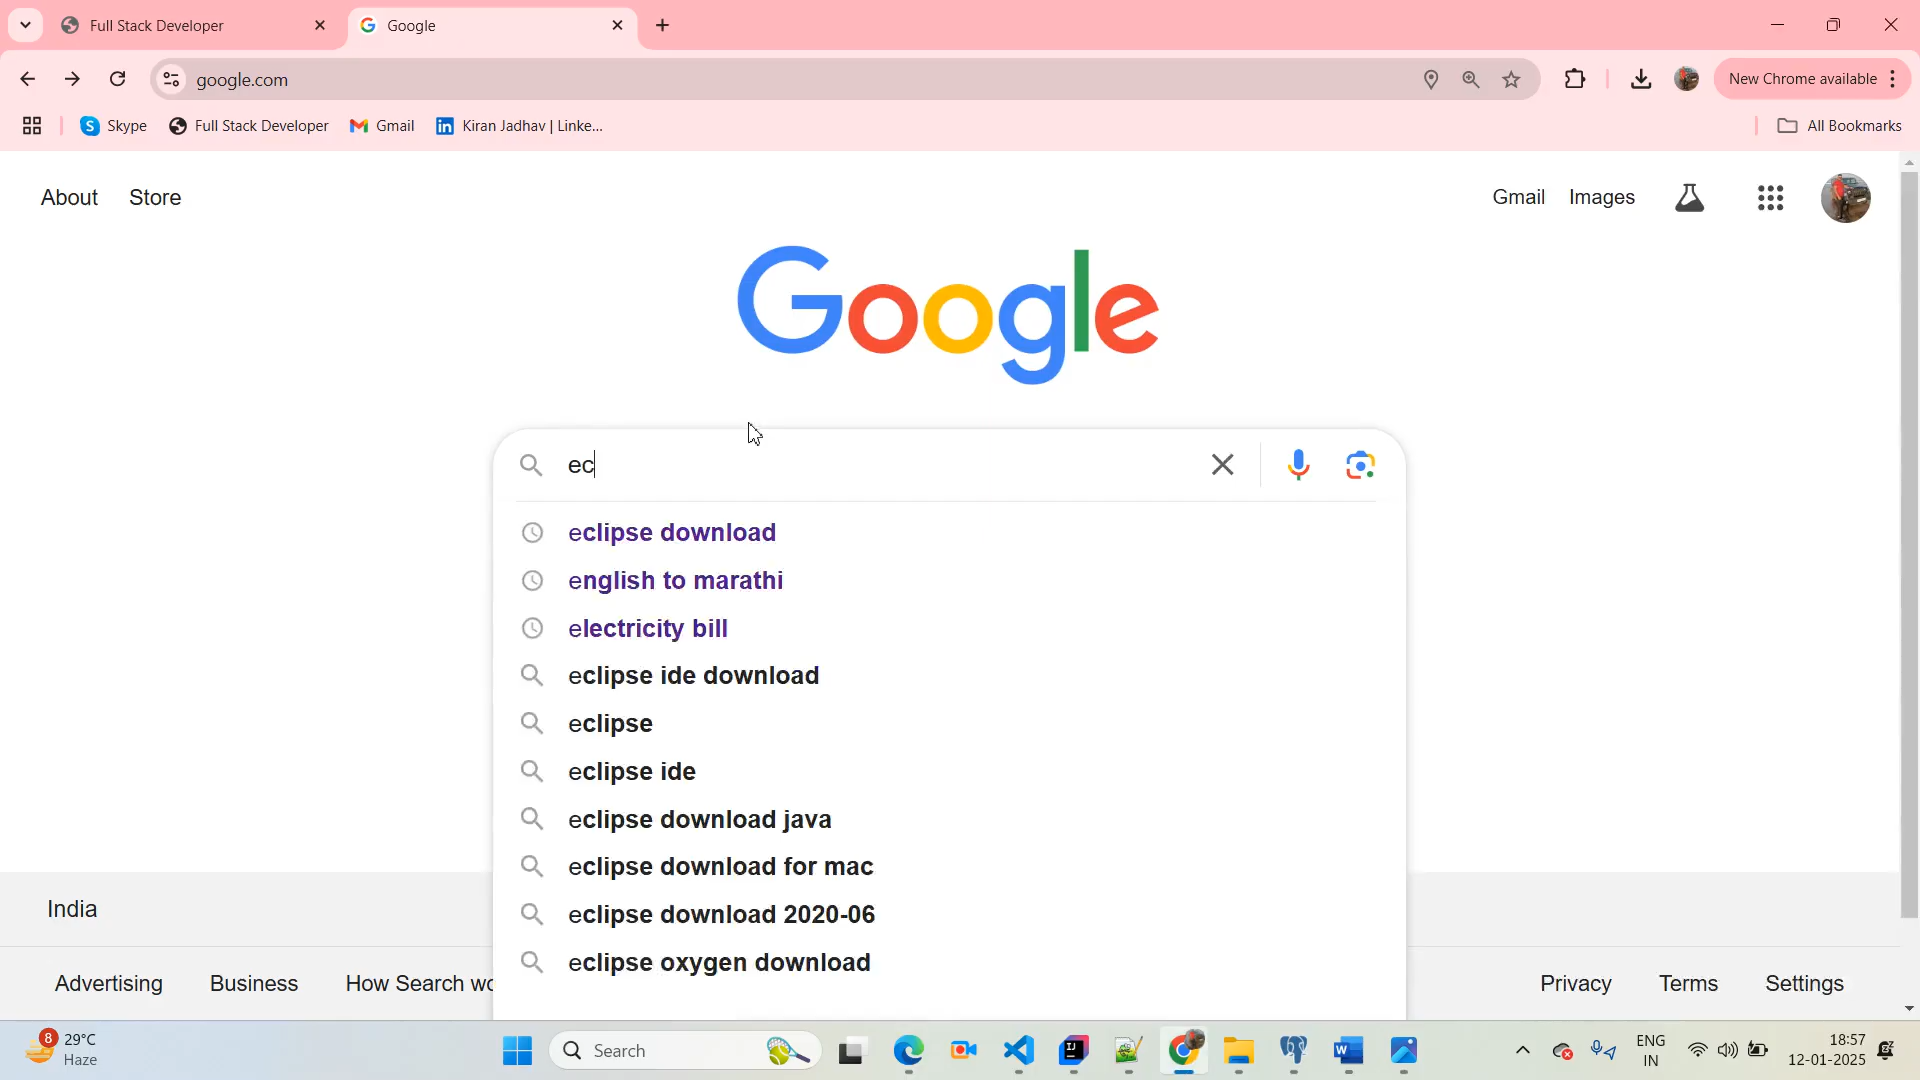 Full Stack Developer
Google
google.com
New Chrome available
Skype
Full Stack Developer
Gmail
Kiran Jadhav | Linke...
All Bookmarks
About Store
Gmail Images
Google
ec
eclipse download
english to marathi
electricity bill
eclipse ide download
eclipse
eclipse ide
eclipse download java
eclipse download for mac
eclipse download 2020-06
eclipse oxygen download
India
Advertising Business How Search wo
Privacy Terms Settings
8
29°C
Haze
Search
ENG
IN
18:57
12-01-2025